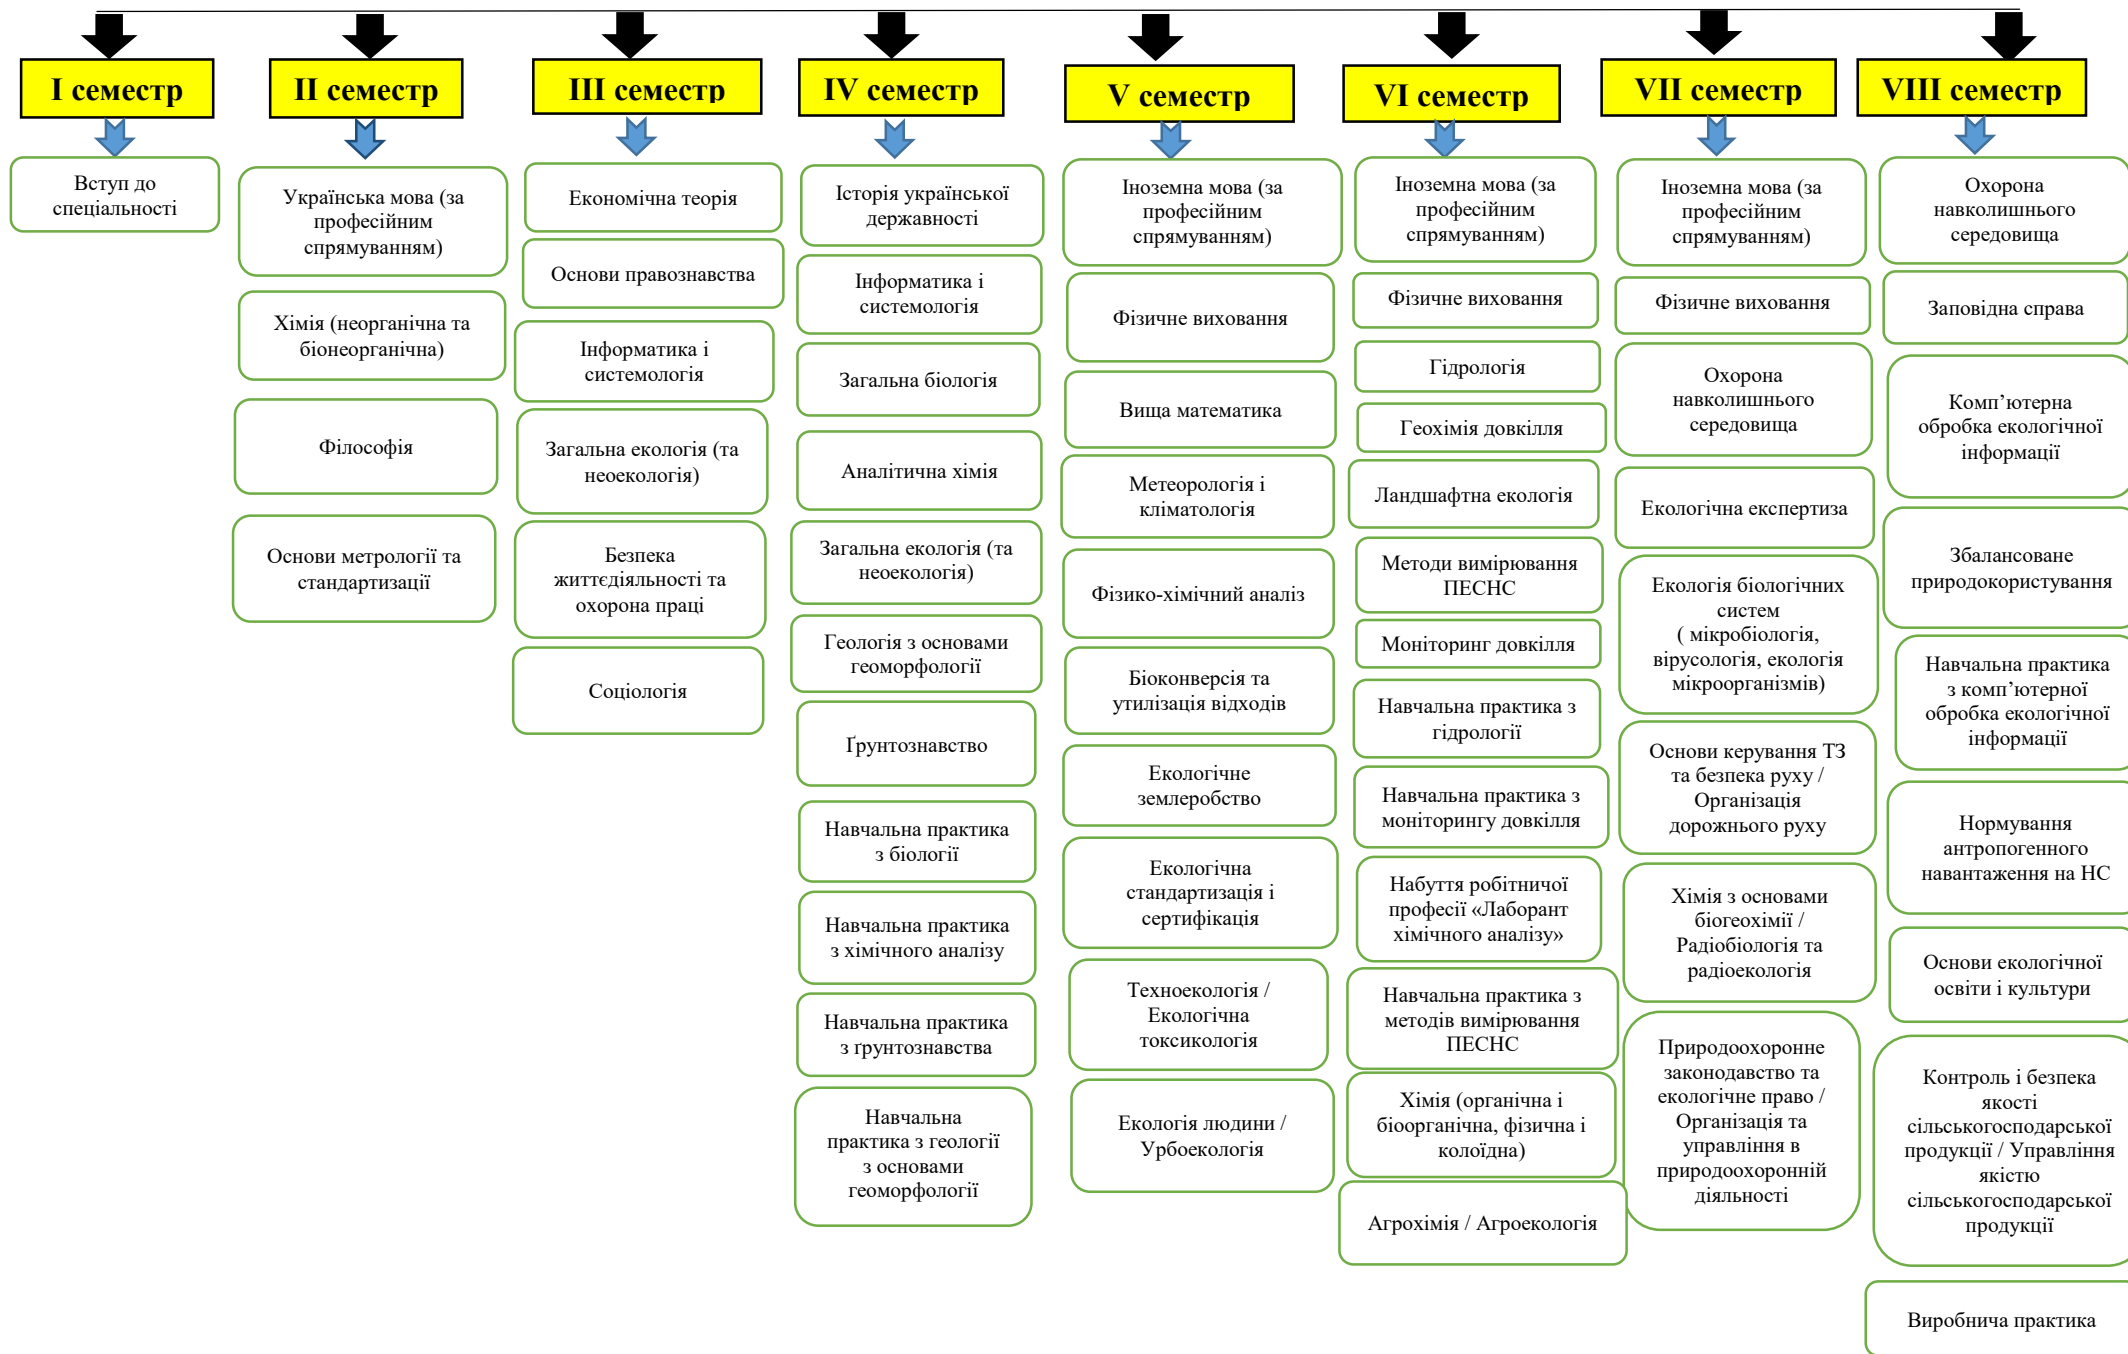 I семестр
Вступ до
спеціальності
II семестр
Українська мова (за
професійним
спрямуванням)
Хімія (неорганічна та
біонеорганічна)
Філософія
Основи метрології та
стандартизації
III семестр
Економічна теорія
Основи правознавства
Інформатика і
системологія
Загальна екологія (та
неоекологія)
Безпека
життєдіяльності та
охорона праці
Соціологія
IV семестр
Історія української
державності
Інформатика і
системологія
Загальна біологія
Аналітична хімія
Загальна екологія (та
неоекологія)
Геологія з основами
геоморфології
Ґрунтознавство
Навчальна практика
з біології
Навчальна практика
з хімічного аналізу
Навчальна практика
з ґрунтознавства
Навчальна
практика з геології
з основами
геоморфології
V семестр
Іноземна мова (за
професійним
спрямуванням)
Фізичне виховання
Вища математика
Метеорологія і
кліматологія
Фізико-хімічний аналіз
Біоконверсія та
утилізація відходів
Екологічне
землеробство
Екологічна
стандартизація і
сертифікація
Техноекологія /
Екологічна
токсикологія
Екологія людини /
Урбоекологія
VI семестр
Іноземна мова (за
професійним
спрямуванням)
Фізичне виховання
Гідрологія
Геохімія довкілля
Ландшафтна екологія
Методи вимірювання
ПЕСНС
Моніторинг довкілля
Навчальна практика з
гідрології
Навчальна практика з
моніторингу довкілля
Набуття робітничої
професії «Лаборант
хімічного аналізу»
Навчальна практика з
методів вимірювання
ПЕСНС
Хімія (органічна і
біоорганічна, фізична і
колоїдна)
Агрохімія / Агроекологія
VII семестр
Іноземна мова (за
професійним
спрямуванням)
Фізичне виховання
Охорона
навколишнього
середовища
Екологічна експертиза
Екологія біологічних
систем
( мікробіологія,
вірусологія, екологія
мікроорганізмів)
Основи керування ТЗ
та безпека руху /
Організація
дорожнього руху
Хімія з основами
біогеохімії /
Радіобіологія та
радіоекологія
Природоохоронне
законодавство та
екологічне право /
Організація та
управління в
природоохоронній
діяльності
VIII семестр
Охорона
навколишнього
середовища
Заповідна справа
Комп’ютерна
обробка екологічної
інформації
Збалансоване
природокористування
Навчальна практика
з комп’ютерної
обробка екологічної
інформації
Нормування
антропогенного
навантаження на НС
Основи екологічної
освіти і культури
Контроль і безпека
якості
сільськогосподарської
продукції / Управління
якістю
сільськогосподарської
продукції
Виробнича практика